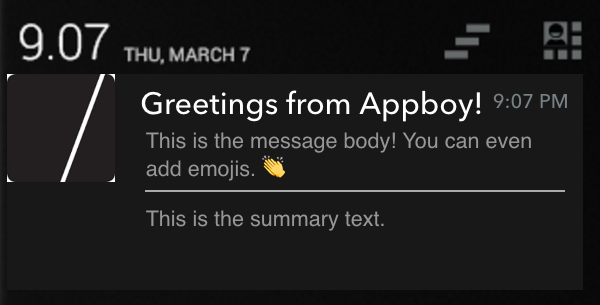 9.07 THU, MARCH 7
Greetings from Appboy! 9:07 PM
This is the message body! You can even
add emojis. 👏
This is the summary text.